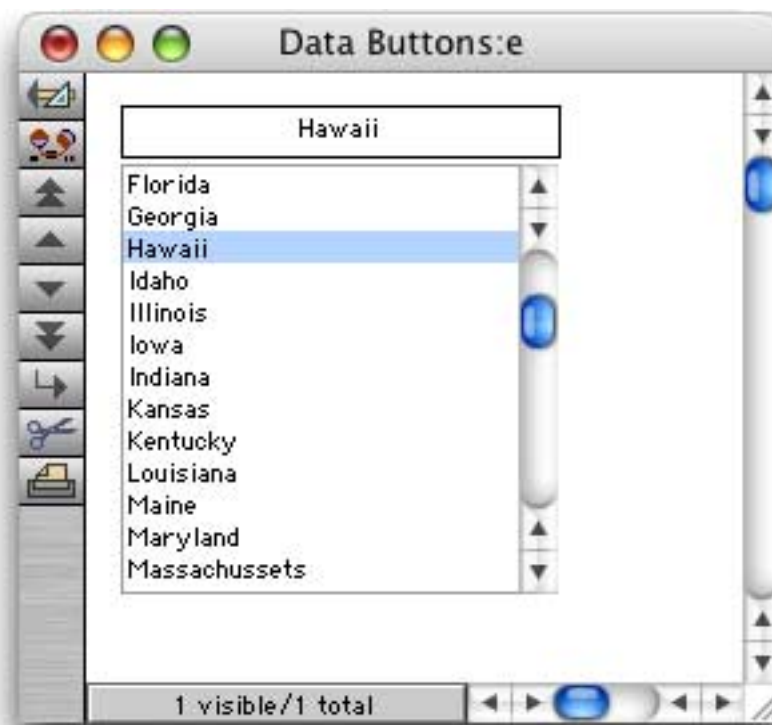 Data Buttons:e
Hawaii
Florida
Georgia
Hawaii
Idaho
Illinois
Iowa
Indiana
Kansas
Kentucky
Louisiana
Maine
Maryland
Massachussets
1 visible/1 total